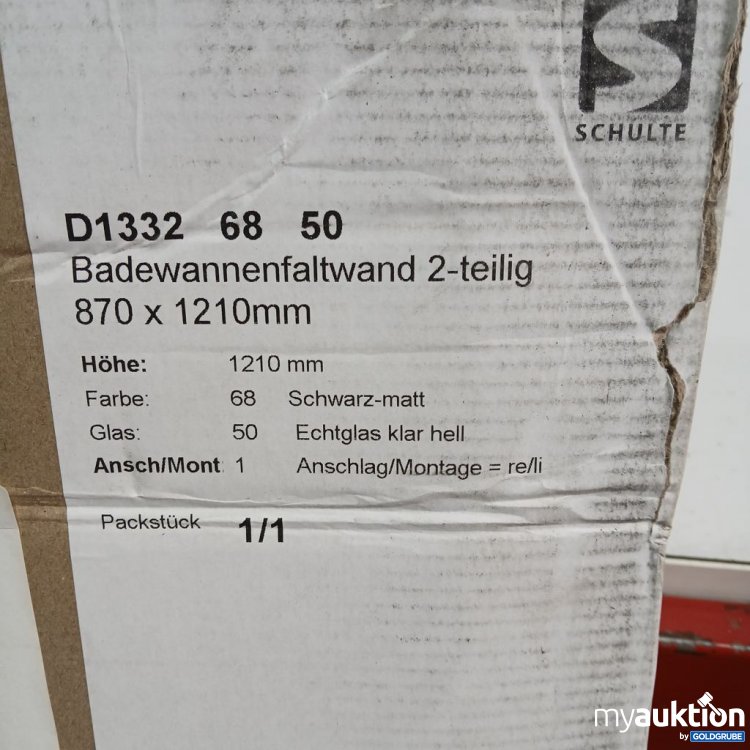 SCHULTE
D1332 68 50
Badewannenfaltwand 2-teilig
870 x 1210mm
Höhe: 1210 mm
Farbe: 68 Schwarz-matt
Glas: 50 Echtglas klar hell
Ansch/Mont 1 Anschlag/Montage = re/li
Packstück 1/1
myauktion
by GOLDGRUBE